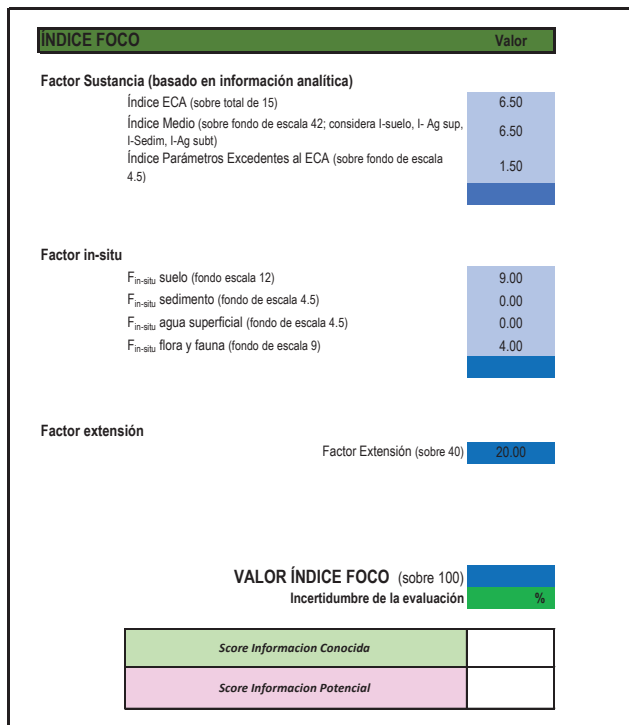 ÍNDICE FOCO Valor
Factor Sustancia (basado en información analítica)
Índice ECA (sobre total de 15) 6.50
Índice Medio (sobre fondo de escala 42; considera I-suelo, I- Ag sup,
I-Sedim, I-Ag subt) 6.50
Índice Parámetros Excedentes al ECA (sobre fondo de escala
4.5) 1.50
Factor in-situ
Fin-situ suelo (fondo escala 12) 9.00
Fin-situ sedimento (fondo de escala 4.5) 0.00
Fin-situ agua superficial (fondo de escala 4.5) 0.00
Fin-situ flora y fauna (fondo de escala 9) 4.00
Factor extensión
Factor Extensión (sobre 40) 20.00
VALOR ÍNDICE FOCO (sobre 100)
Incertidumbre de la evaluación %
Score Informacion Conocida
Score Informacion Potencial